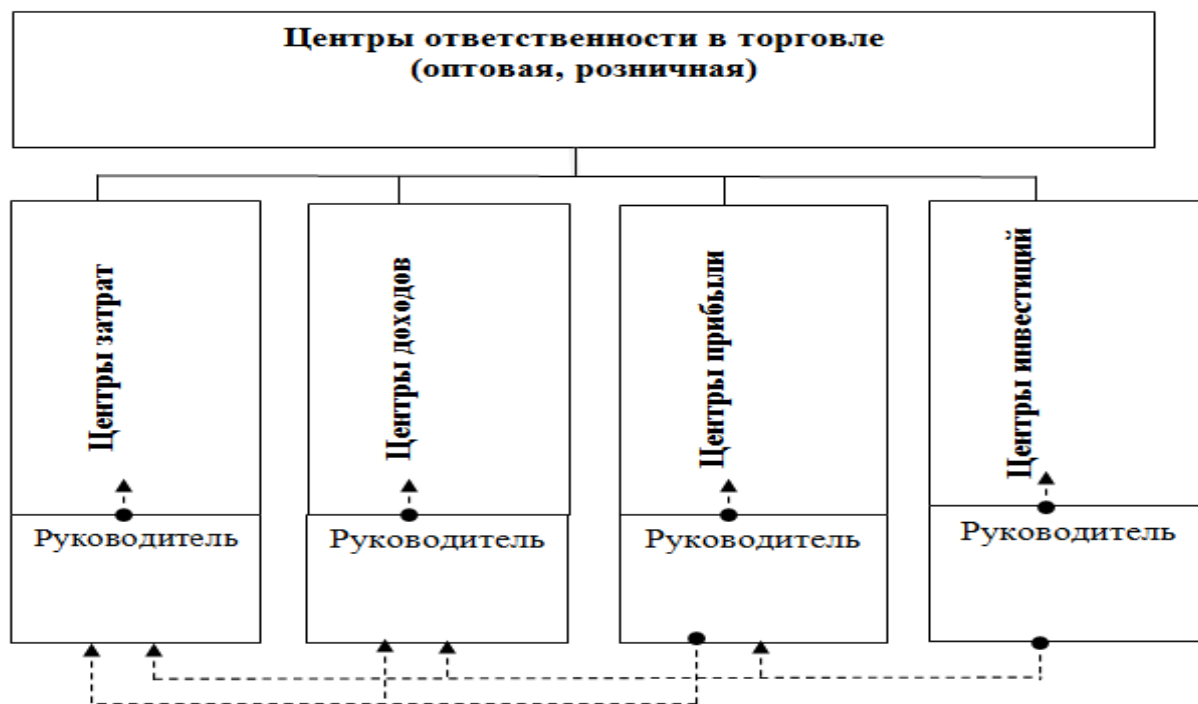 Центры ответственности в торговле
(оптовая, розничная)
Центры затрат
Центры доходов
Центры прибыли
Центры инвестиций
Руководитель
Руководитель
Руководитель
Руководитель